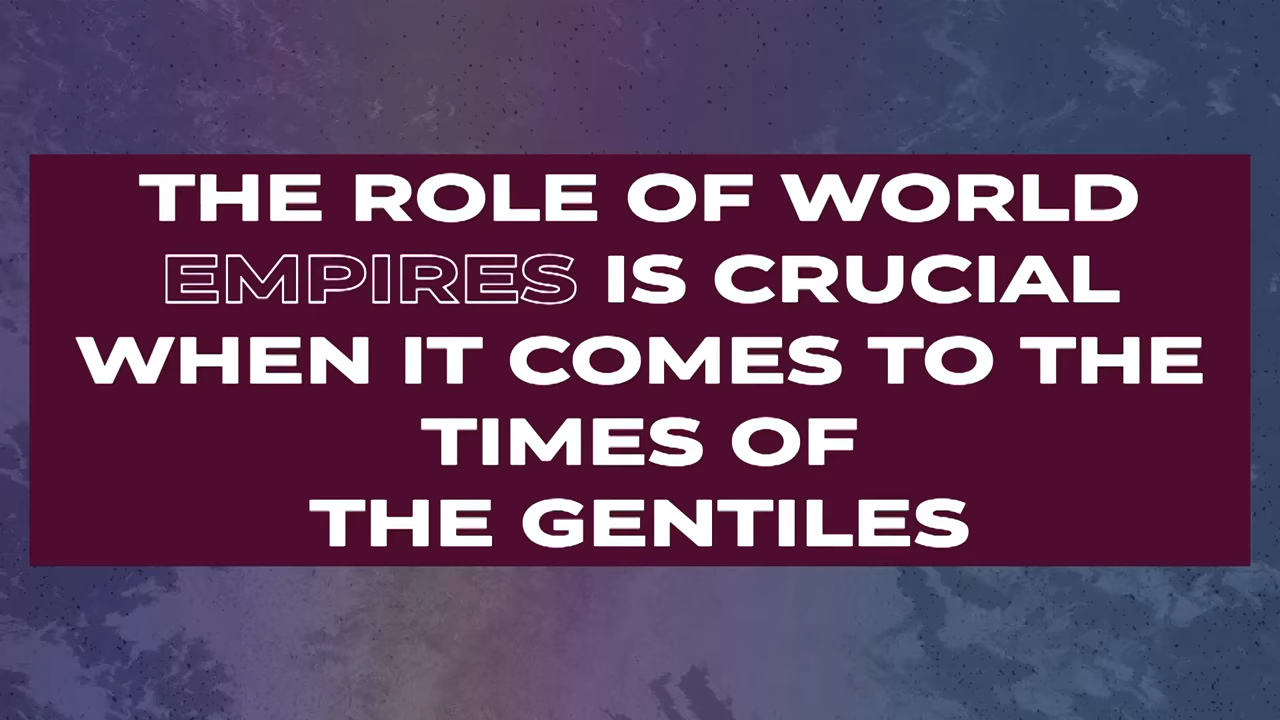 THE ROLE OF WORLD
EMPIRES IS CRUCIAL
WHEN IT COMES TO THE
TIMES OF
THE GENTILES